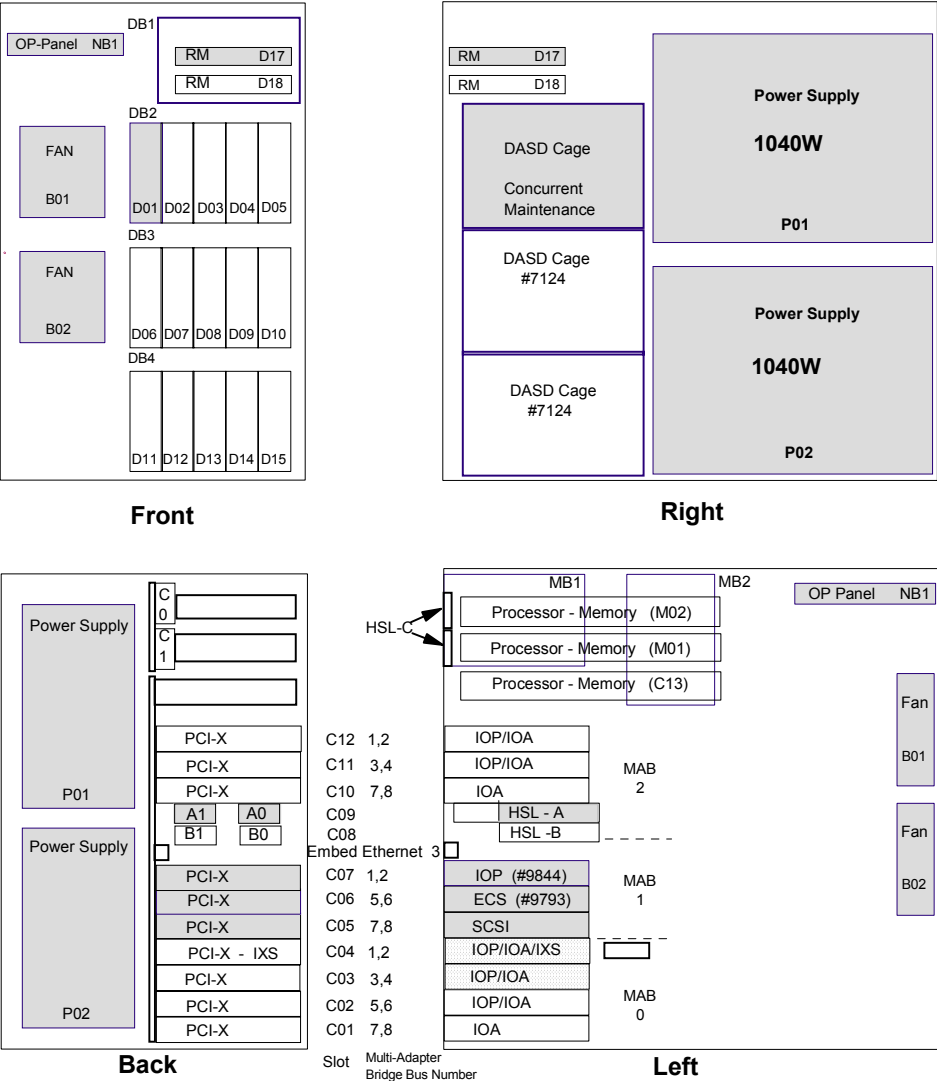 DB1
OP-Panel NB1
RM D17
RM D18
DB2
FAN
B01
D01 D02 D03 D04 D05
DB3
FAN
B02
D06 D07 D08 D09 D10
DB4
D11 D12 D13 D14 D15
Front
RM D17
RM D18
DASD Cage
Concurrent
Maintenance
DASD Cage
#7124
DASD Cage
#7124
Power Supply
1040W
P01
Power Supply
1040W
P02
Right
Power Supply
P01
Power Supply
P02
C
0
C
1
PCI-X
PCI-X
PCI-X
A1 A0
B1 B0
PCI-X
PCI-X
PCI-X
PCI-X - IXS
PCI-X
PCI-X
PCI-X
Back
HSL-C
C12 1,2
C11 3,4
C10 7,8
C09
C08
Embed Ethernet 3
C07 1,2
C06 5,6
C05 7,8
C04 1,2
C03 3,4
C02 5,6
C01 7,8
Slot
Multi-Adapter
Bridge Bus Number
MB1
MB2
Processor - Memory (M02)
Processor - Memory (M01)
Processor - Memory (C13)
OP Panel NB1
IOP/IOA
IOP/IOA
IOA
HSL - A
HSL -B
IOP (#9844)
ECS (#9793)
SCSI
IOP/IOA/IXS
IOP/IOA
IOP/IOA
IOA
MAB
2
MAB
1
MAB
0
Fan
B01
Fan
B02
Left